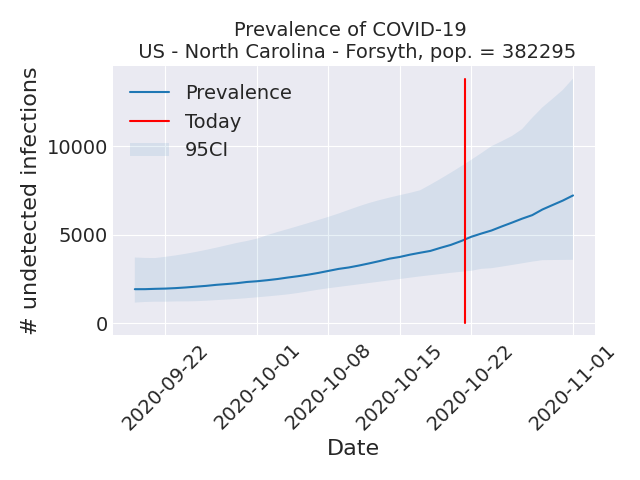 Prevalence of COVID-19
US - North Carolina - Forsyth, pop. = 382295
# undetected infections
Prevalence
Today
95CI
10000
5000
0
2020-09-22
2020-10-01
2020-10-08
2020-10-15
2020-10-22
2020-11-01
Date